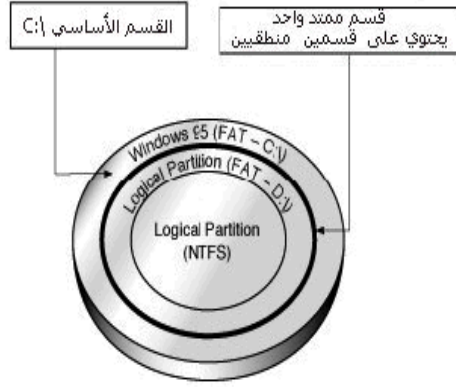 القسم الأساسي C:\
قسم ممتد واحد
يحتوي على قسمين منطقيين
Windows 95 (FAT – C:\)
Logical Partition (FAT – D:\)
Logical Partition
(NTFS)